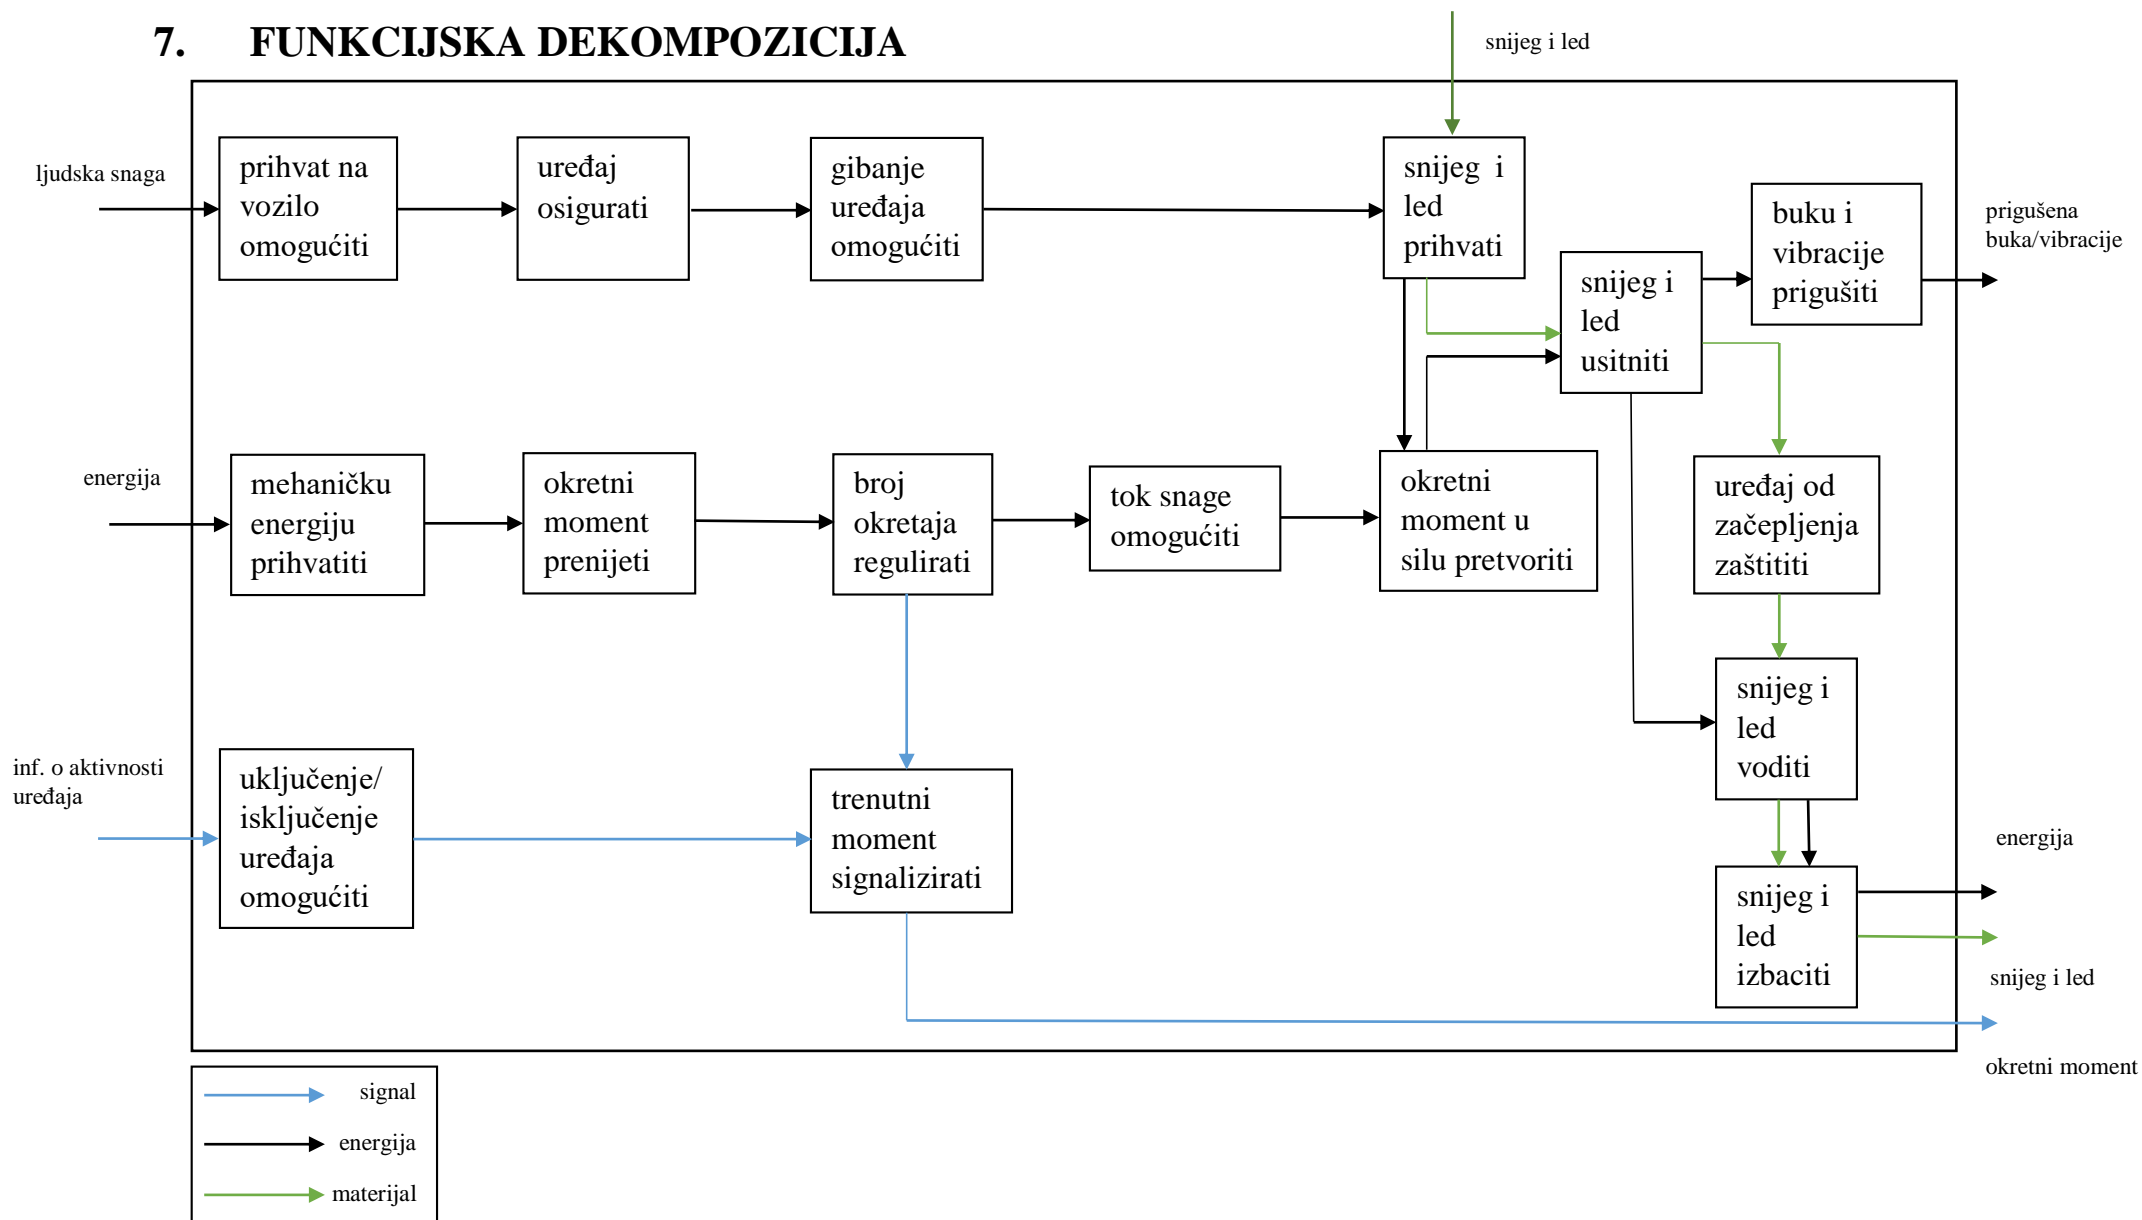 7. FUNKCIJSKA DEKOMPOZICIJA
snijeg i led
ljudska snaga
prihvat na
vozilo
omogućiti
uređaj
osigurati
gibanje
uređaja
omogućiti
snijeg i
led
prihvati
snijeg i
led
usitniti
buku i
vibracije
prigušiti
prigušena
buka/vibracije
energija
mehaničku
energiju
prihvatiti
okretni
moment
prenijeti
broj
okretaja
regulirati
tok snage
omogućiti
okretni
moment u
silu pretvoriti
uređaj od
začepljenja
zaštititi
snijeg i
led
voditi
inf. o aktivnosti
uređaja
uključenje/
isključenje
uređaja
omogućiti
trenutni
moment
signalizirati
snijeg i
led
izbaciti
energija
snijeg i led
okretni moment
signal
energija
materijal